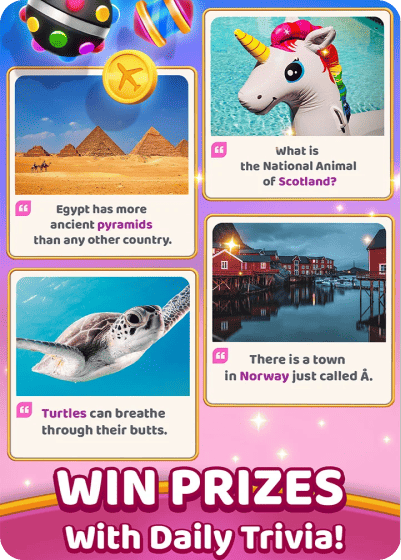 Egypt has more
ancient pyramids
than any other country.
What is
the National Animal
of Scotland?
Turtles can breathe
through their butts.
There is a town
in Norway just called Å.
WIN PRIZES
With Daily Trivia!